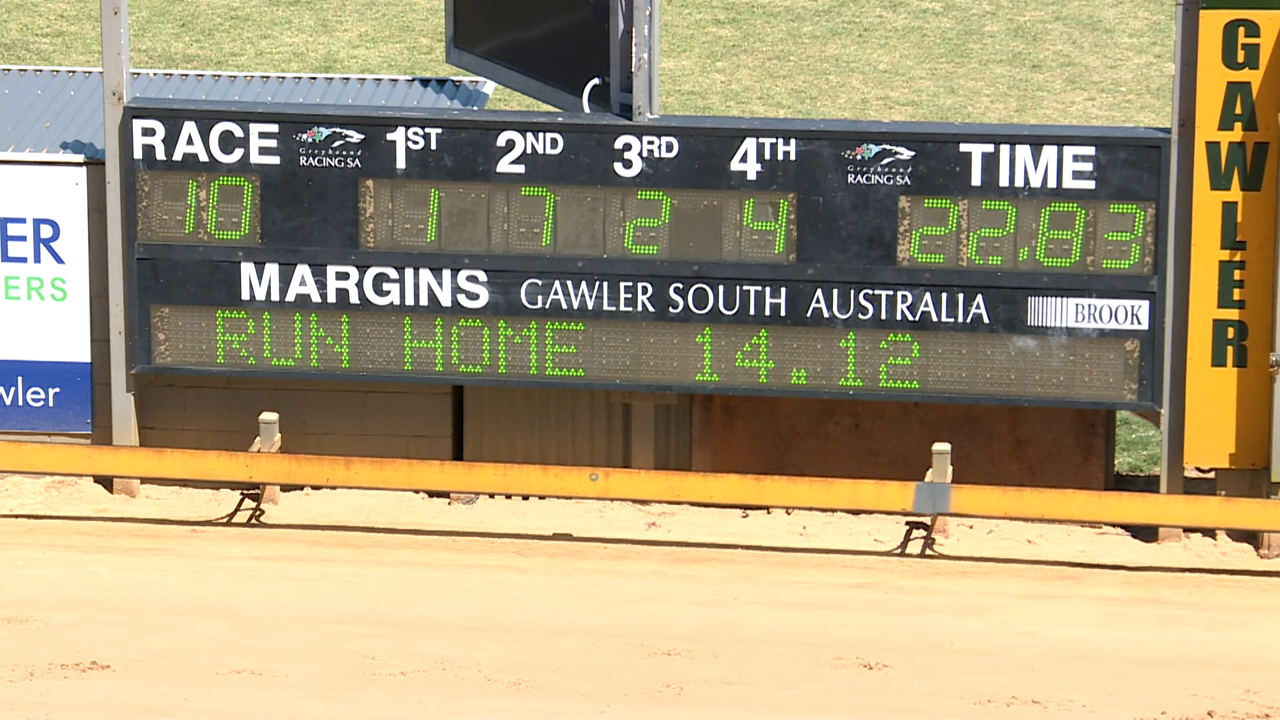 RACE
Greyhound
RACING SA
1ST 2ND 3RD 4TH
Greyhound
RACING SA
TIME
10 1 7 2 4 22.83
MARGINS GAWLER SOUTH AUSTRALIA BROOK
RUN HOME 14.12
GAWLER
ER
ERS
wler